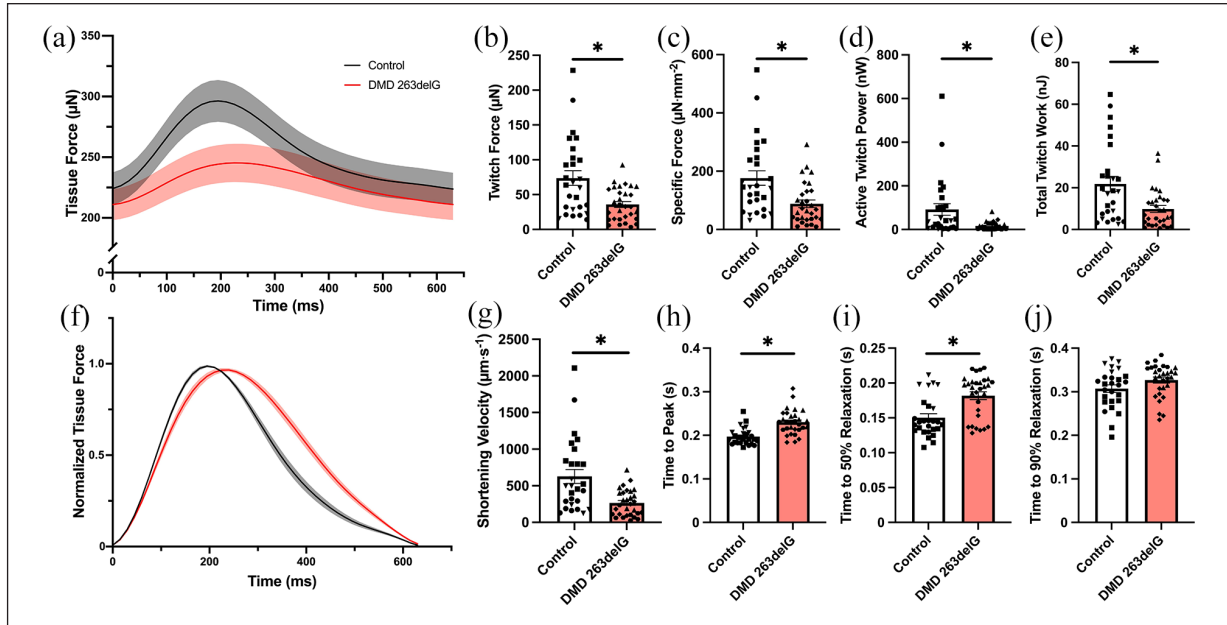 (a)
350
300
250
200
0
Tissue Force (µN)
Control
DMD 263delG
0 100 200 300 400 500 600
Time (ms)
(b)
*
250
200
150
100
50
0
Twitch Force (µN)
Control
DMD 263delG
(c)
*
600
400
200
0
Specific Force (µN·mm-2)
Control
DMD 263delG
(d)
*
800
600
400
200
0
Active Twitch Power (nW)
Control
DMD 263delG
(e)
*
80
60
40
20
0
Total Twitch Work (nJ)
Control
DMD 263delG
(f)
1.0
0.5
0
Normalized Tissue Force
0 200 400 600
Time (ms)
(g)
*
2500
2000
1500
1000
500
0
Shortening Velocity (µm·s-1)
Control
DMD 263delG
(h)
*
0.4
0.3
0.2
0.1
0.0
Time to Peak (s)
Control
DMD 263delG
(i)
*
0.25
0.20
0.15
0.10
0.05
0.00
Time to 50% Relaxation (s)
Control
DMD 263delG
(j)
0.4
0.3
0.2
0.1
0.0
Time to 90% Relaxation (s)
Control
DMD 263delG